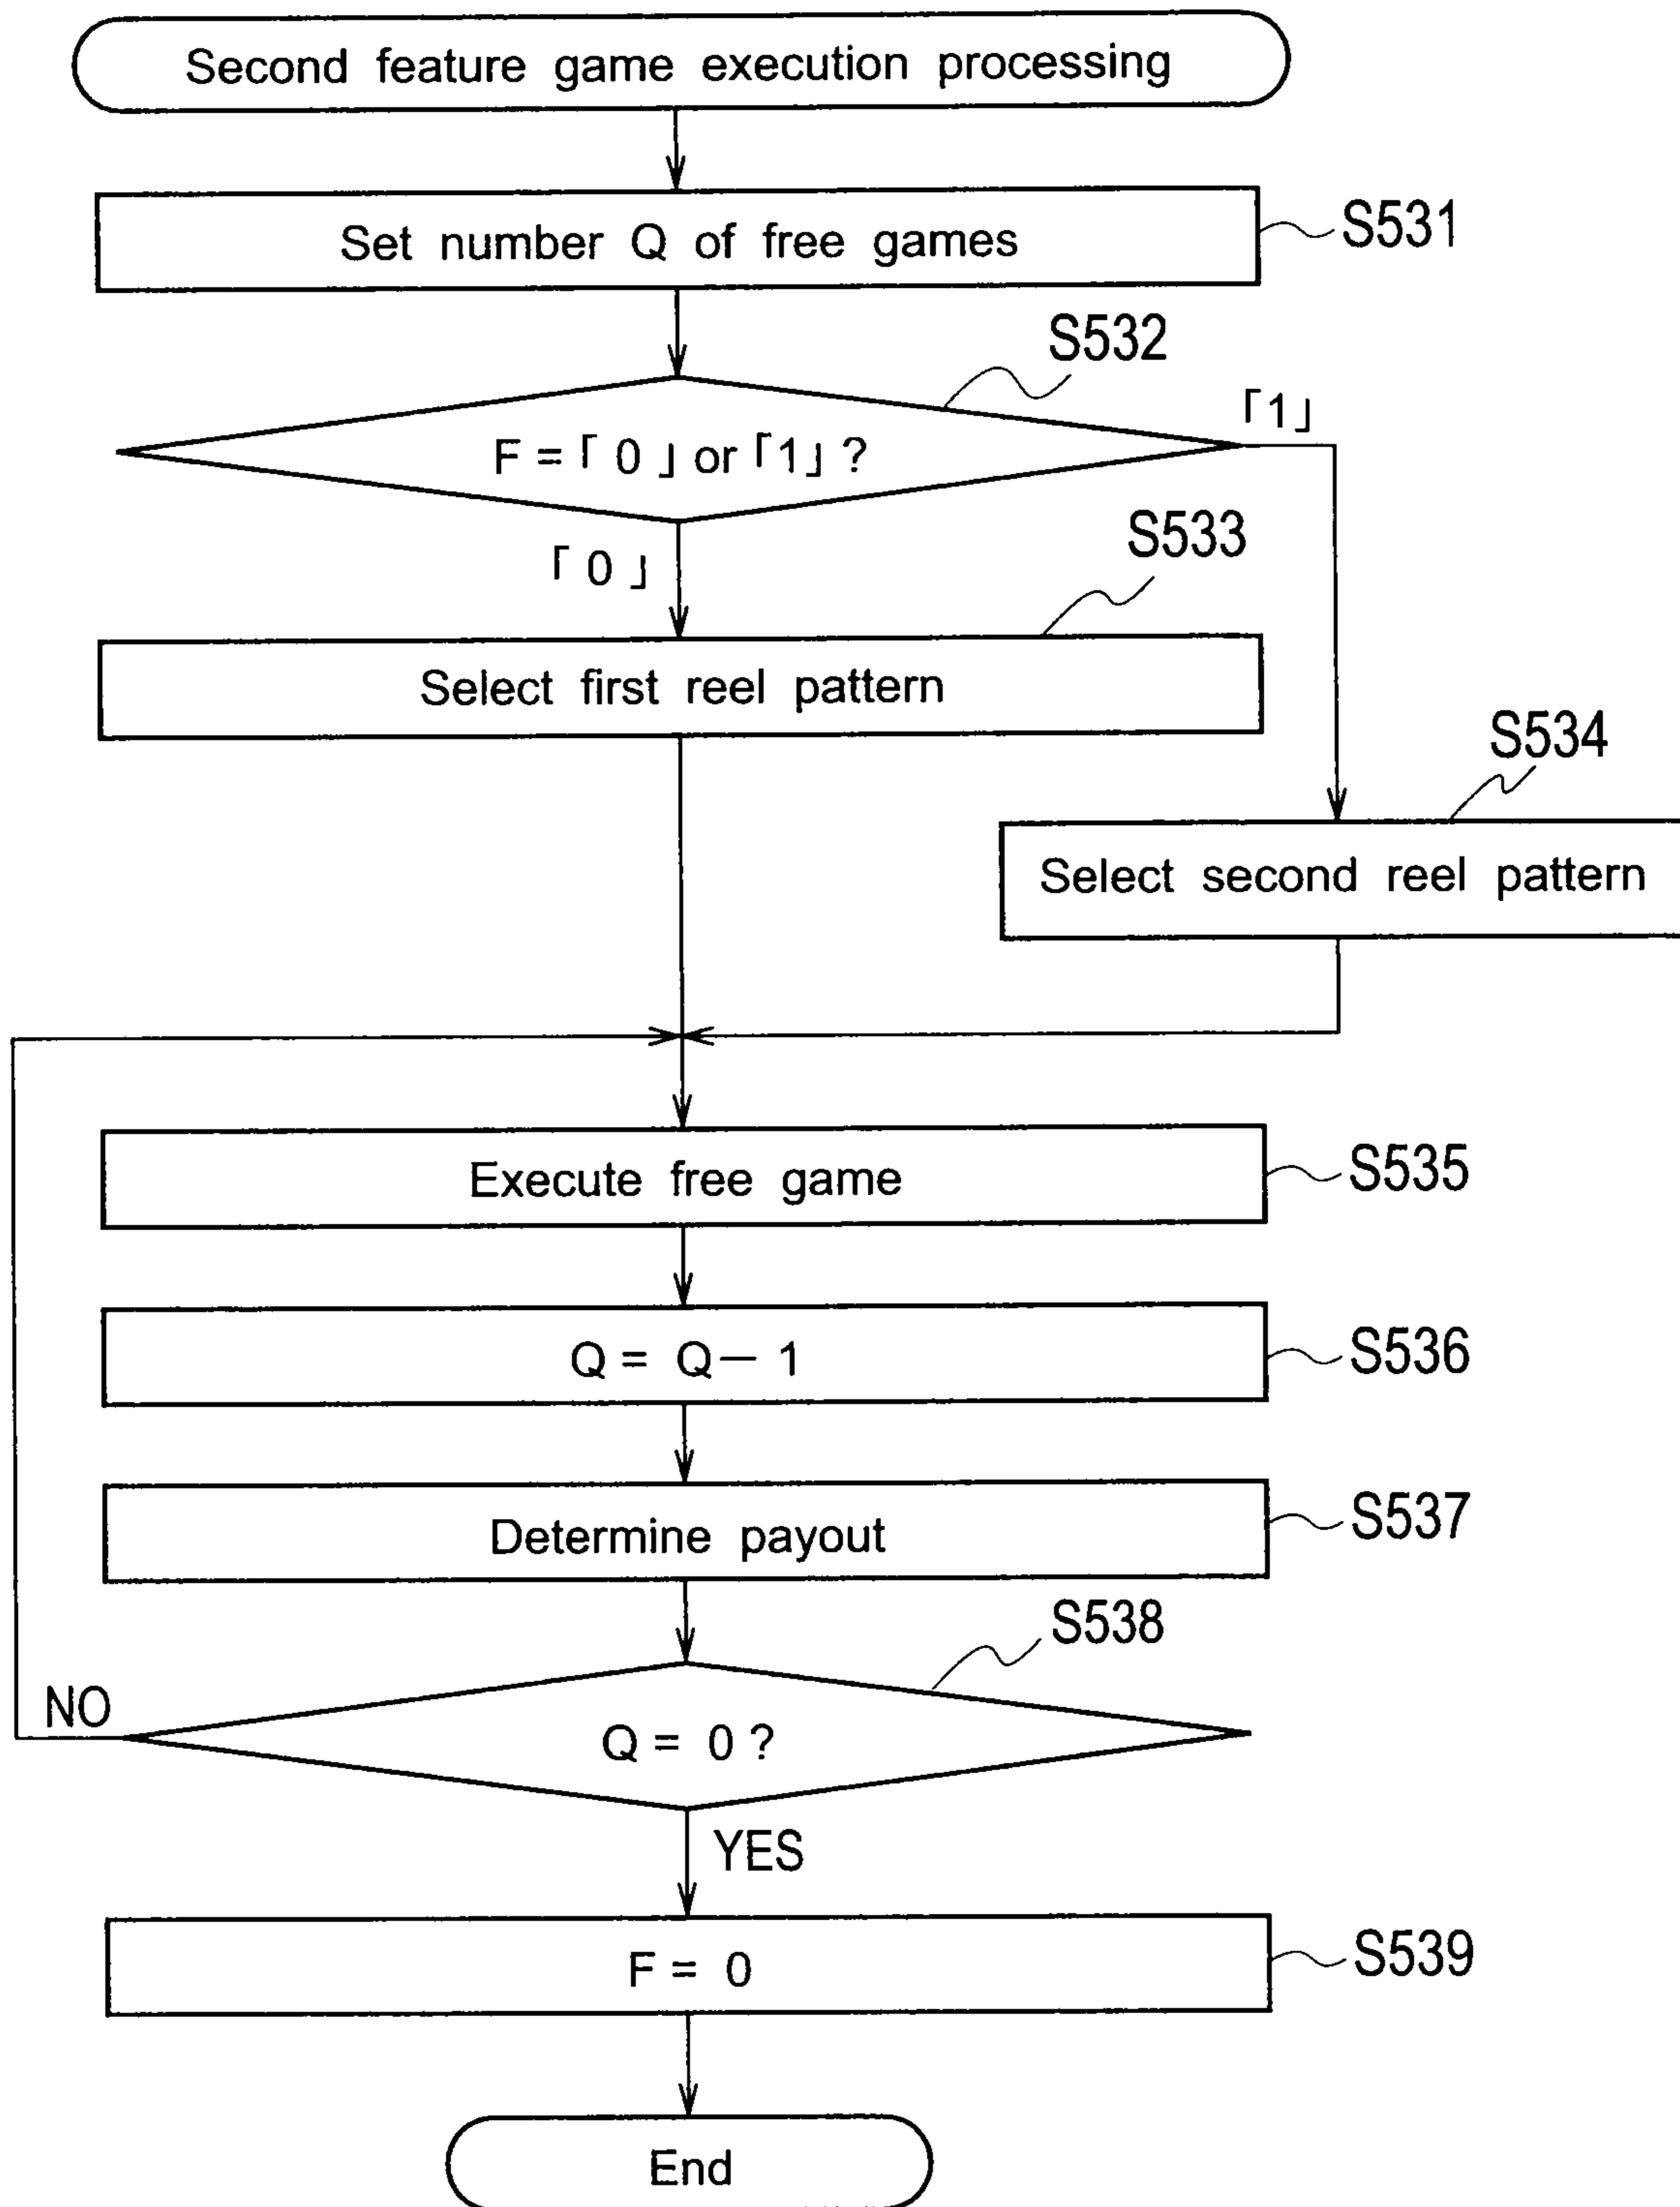 Second feature game execution processing
Set number Q of free games
S531
S532
F = 「 0 」 or 「1」 ?
「1」
「 0 」
S533
Select first reel pattern
S534
Select second reel pattern
Execute free game
S535
Q = Q − 1
S536
Determine payout
S537
S538
Q = 0 ?
NO
YES
F = 0
S539
End